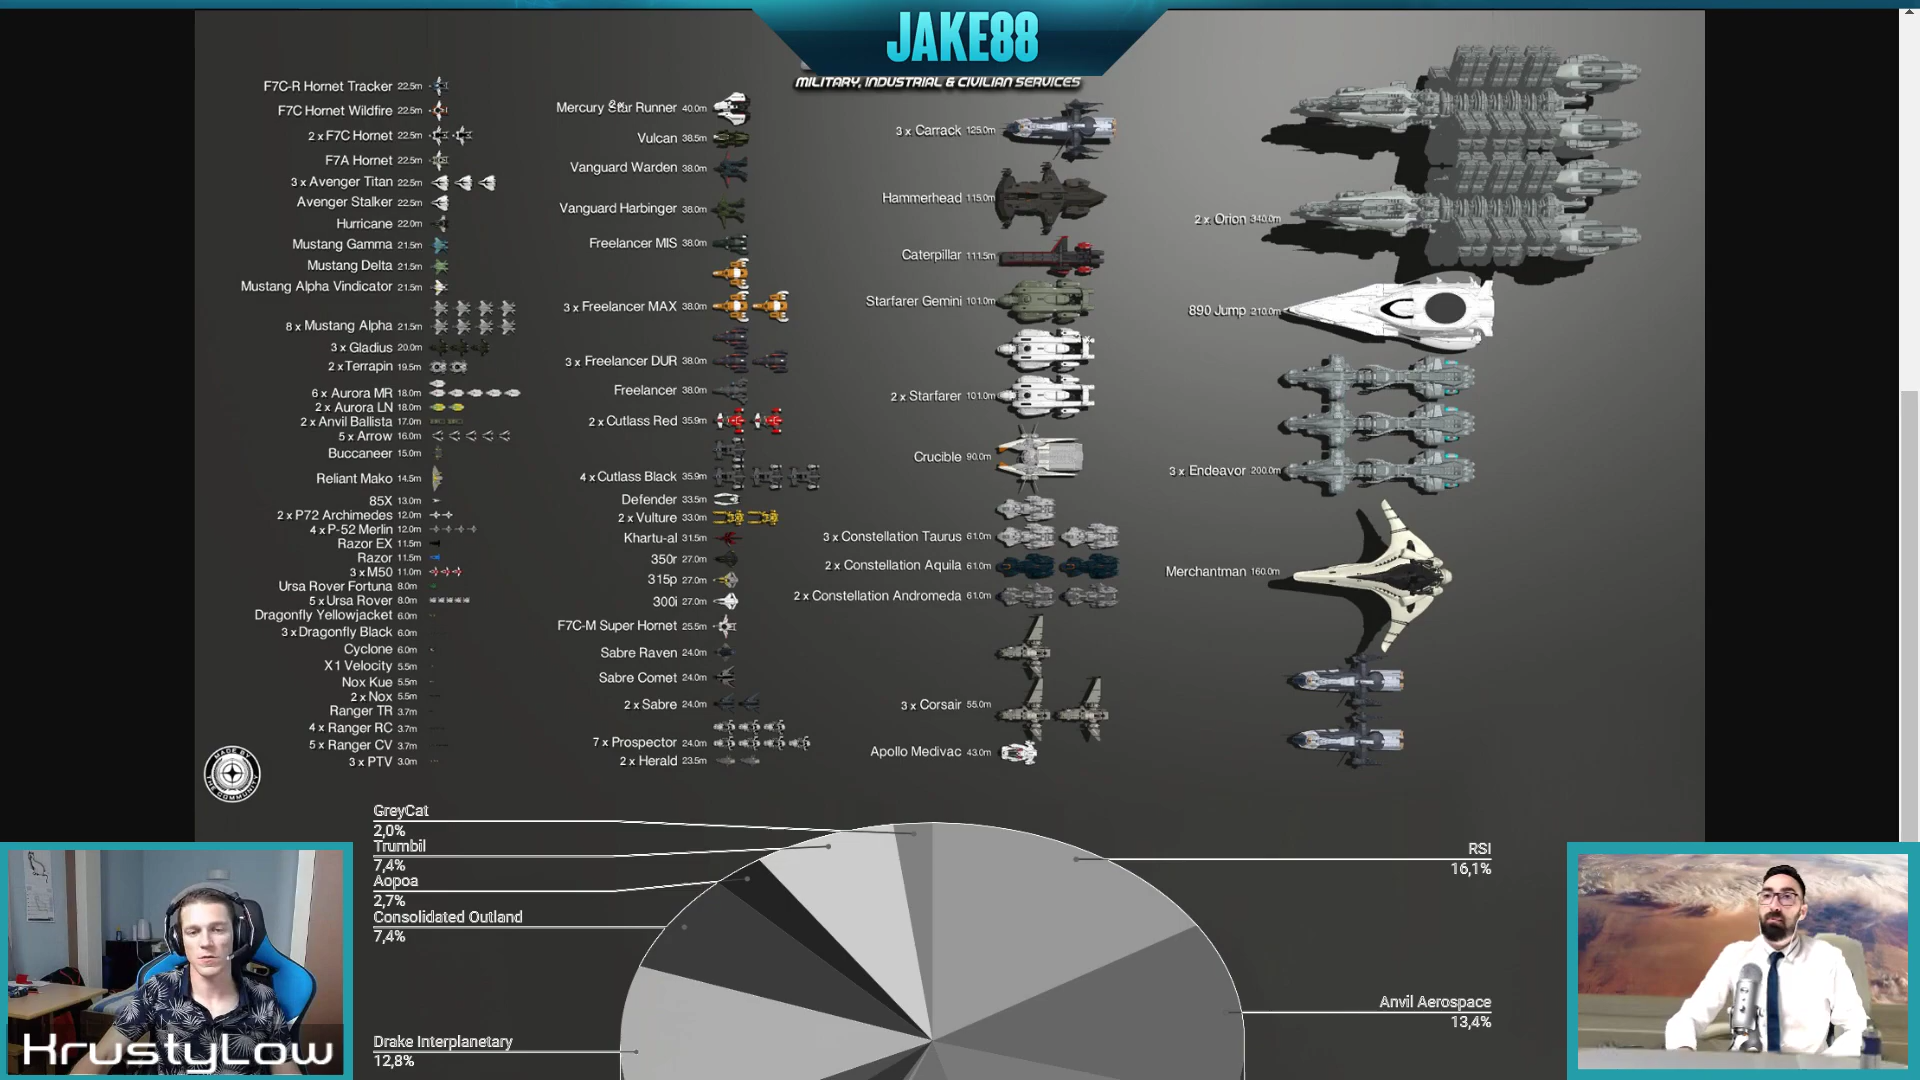 JAKE88
MILITARY, INDUSTRIAL & CIVILIAN SERVICES
F7C-R Hornet Tracker 22.5m
F7C Hornet Wildfire 22.5m
2 x F7C Hornet 22.5m
F7A Hornet 22.5m
3 x Avenger Titan 22.5m
Avenger Stalker 22.5m
Hurricane 22.0m
Mustang Gamma 21.5m
Mustang Delta 21.5m
Mustang Alpha Vindicator 21.5m
8 x Mustang Alpha 21.5m
3 x Gladius 20.0m
2 x Terrapin 19.5m
6 x Aurora MR 18.0m
2 x Aurora LN 18.0m
2 x Anvil Ballista 17.0m
5 x Arrow 16.0m
Buccaneer 15.0m
Reliant Mako 14.5m
85X 13.0m
2 x P72 Archimedes 12.0m
4 x P-52 Merlin 12.0m
Razor EX 11.5m
Razor 11.5m
3 x M50 11.0m
Ursa Rover Fortuna 8.0m
5 x Ursa Rover 8.0m
Dragonfly Yellowjacket 6.0m
3 x Dragonfly Black 6.0m
Cyclone 6.0m
X1 Velocity 5.5m
Nox Kue 5.5m
2 x Nox 5.5m
Ranger TR 3.7m
4 x Ranger RC 3.7m
5 x Ranger CV 3.7m
3 x PTV 3.0m
Mercury Star Runner 40.0m
Vulcan 38.5m
Vanguard Warden 38.0m
Vanguard Harbinger 38.0m
Freelancer MIS 38.0m
3 x Freelancer MAX 38.0m
3 x Freelancer DUR 38.0m
Freelancer 38.0m
2 x Cutlass Red 35.9m
4 x Cutlass Black 35.9m
Defender 33.5m
2 x Vulture 33.0m
Khartu-al 31.5m
350r 27.0m
315p 27.0m
300i 27.0m
F7C-M Super Hornet 25.5m
Sabre Raven 24.0m
Sabre Comet 24.0m
2 x Sabre 24.0m
7 x Prospector 24.0m
2 x Herald 23.5m
3 x Carrack 125.0m
Hammerhead 115.0m
Caterpillar 111.5m
Starfarer Gemini 101.0m
2 x Starfarer 101.0m
Crucible 90.0m
3 x Constellation Taurus 61.0m
2 x Constellation Aquila 61.0m
2 x Constellation Andromeda 61.0m
3 x Corsair 55.0m
Apollo Medivac 43.0m
2 x Orion 340.0m
890 Jump 210.0m
3 x Endeavor 200.0m
Merchantman 160.0m
MADE BY
THE COMMUNITY
GreyCat
2,0%
Trumbil
7,4%
Aopoa
2,7%
Consolidated Outland
7,4%
Drake Interplanetary
12,8%
RSI
16,1%
Anvil Aerospace
13,4%
KrustyLow